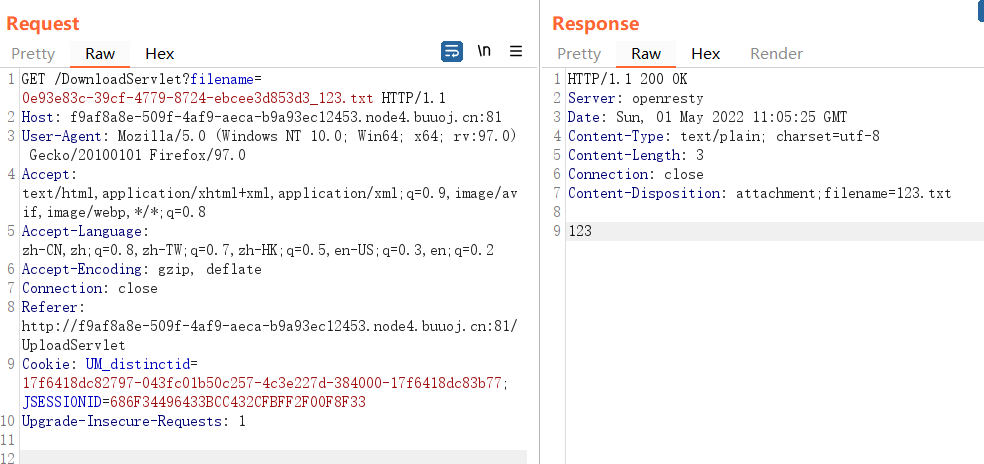 Request
Pretty Raw Hex \n
1 GET /DownloadServlet?filename=
0e93e83c-39cf-4779-8724-ebcee3d853d3_123.txt HTTP/1.1
2 Host: f9af8a8e-509f-4af9-aeca-b9a93ec12453.node4.buuoj.cn:81
3 User-Agent: Mozilla/5.0 (Windows NT 10.0; Win64; x64; rv:97.0)
Gecko/20100101 Firefox/97.0
4 Accept:
text/html,application/xhtml+xml,application/xml;q=0.9,image/av
if,image/webp,*/*;q=0.8
5 Accept-Language:
zh-CN,zh;q=0.8,zh-TW;q=0.7,zh-HK;q=0.5,en-US;q=0.3,en;q=0.2
6 Accept-Encoding: gzip, deflate
7 Connection: close
8 Referer:
http://f9af8a8e-509f-4af9-aeca-b9a93ec12453.node4.buuoj.cn:81/
UploadServlet
9 Cookie: UM_distinctid=
17f6418dc82797-043fc01b50c257-4c3e227d-384000-17f6418dc83b77;
JSESSIONID=686F34496433BCC432CFBFF2F00F8F33
10 Upgrade-Insecure-Requests: 1
11
12
Response
Pretty Raw Hex Render
1 HTTP/1.1 200 OK
2 Server: openresty
3 Date: Sun, 01 May 2022 11:05:25 GMT
4 Content-Type: text/plain; charset=utf-8
5 Content-Length: 3
6 Connection: close
7 Content-Disposition: attachment;filename=123.txt
8
9 123